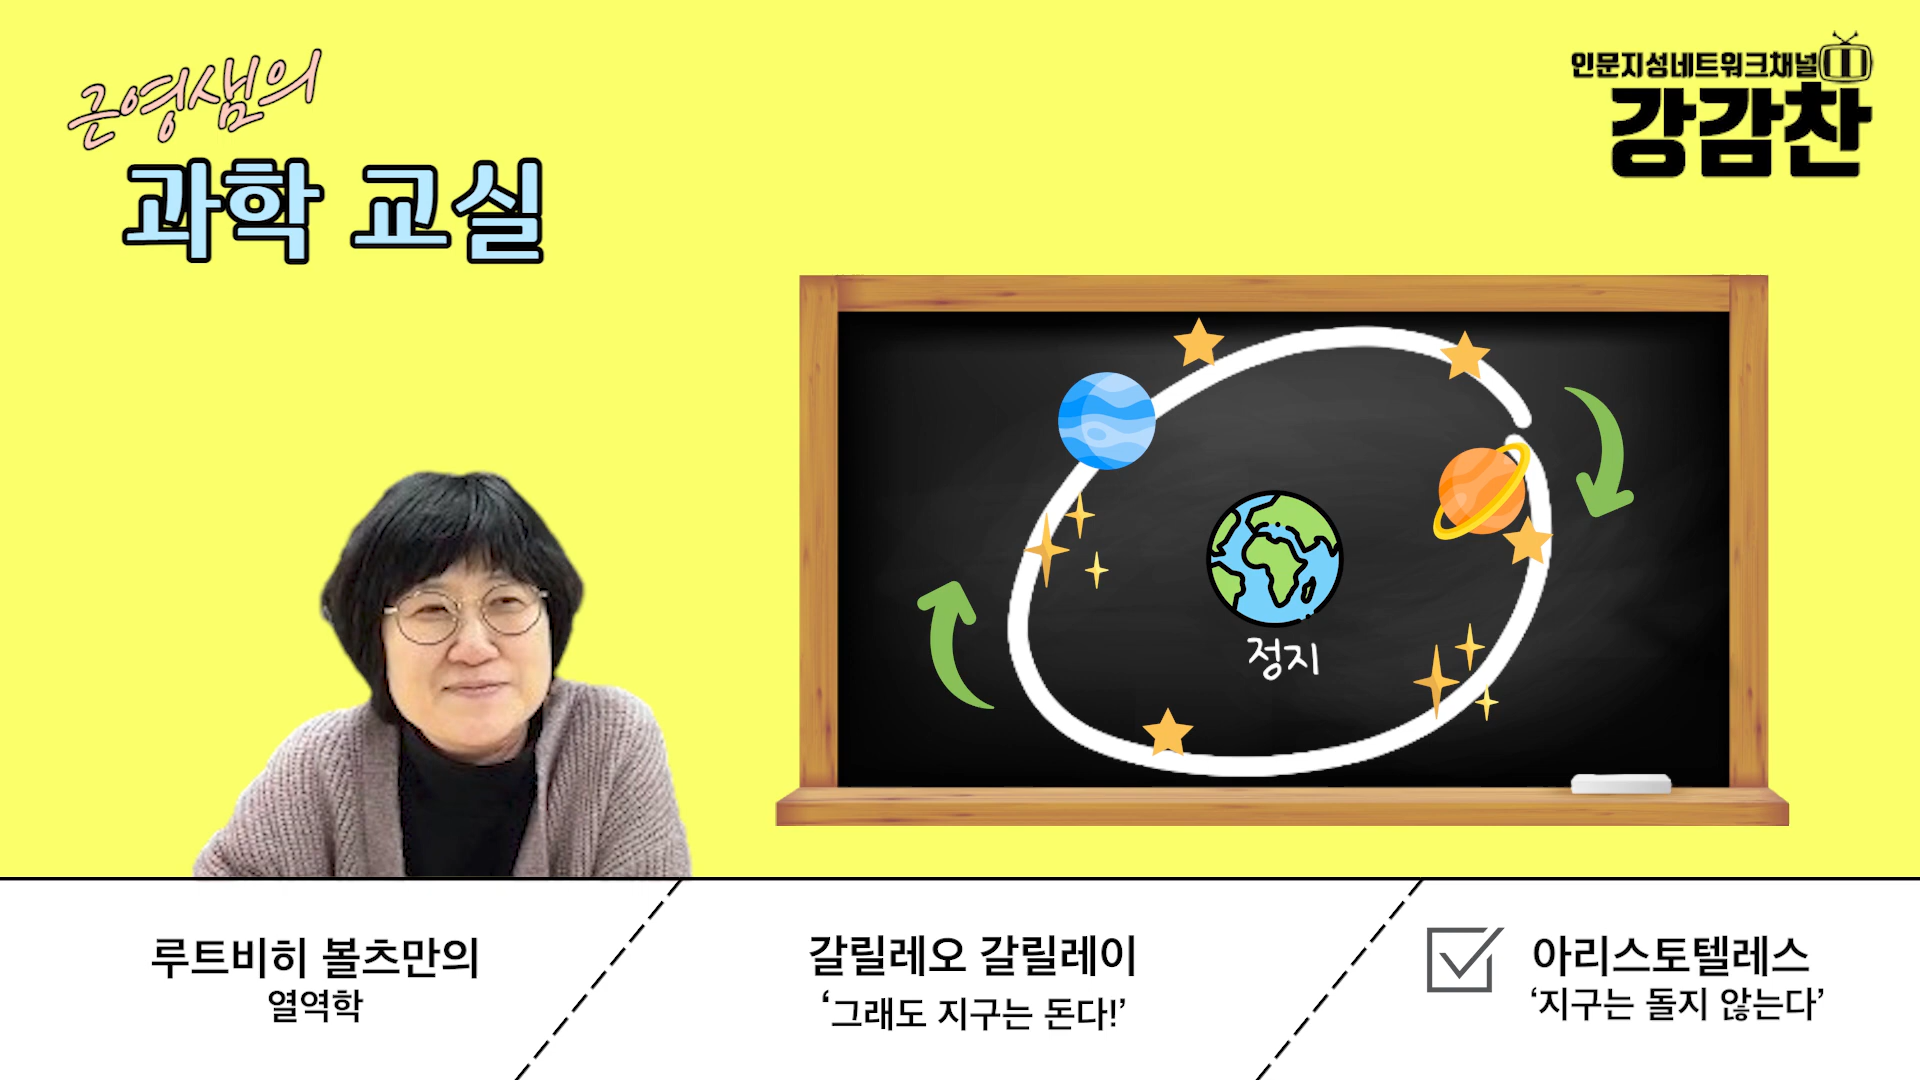 근영샘의
과학 교실
인문지성네트워크채널
강감찬
정지
루트비히 볼츠만의
열역학
갈릴레오 갈릴레이
‘그래도 지구는 돈다!’
아리스토텔레스
‘지구는 돌지 않는다’